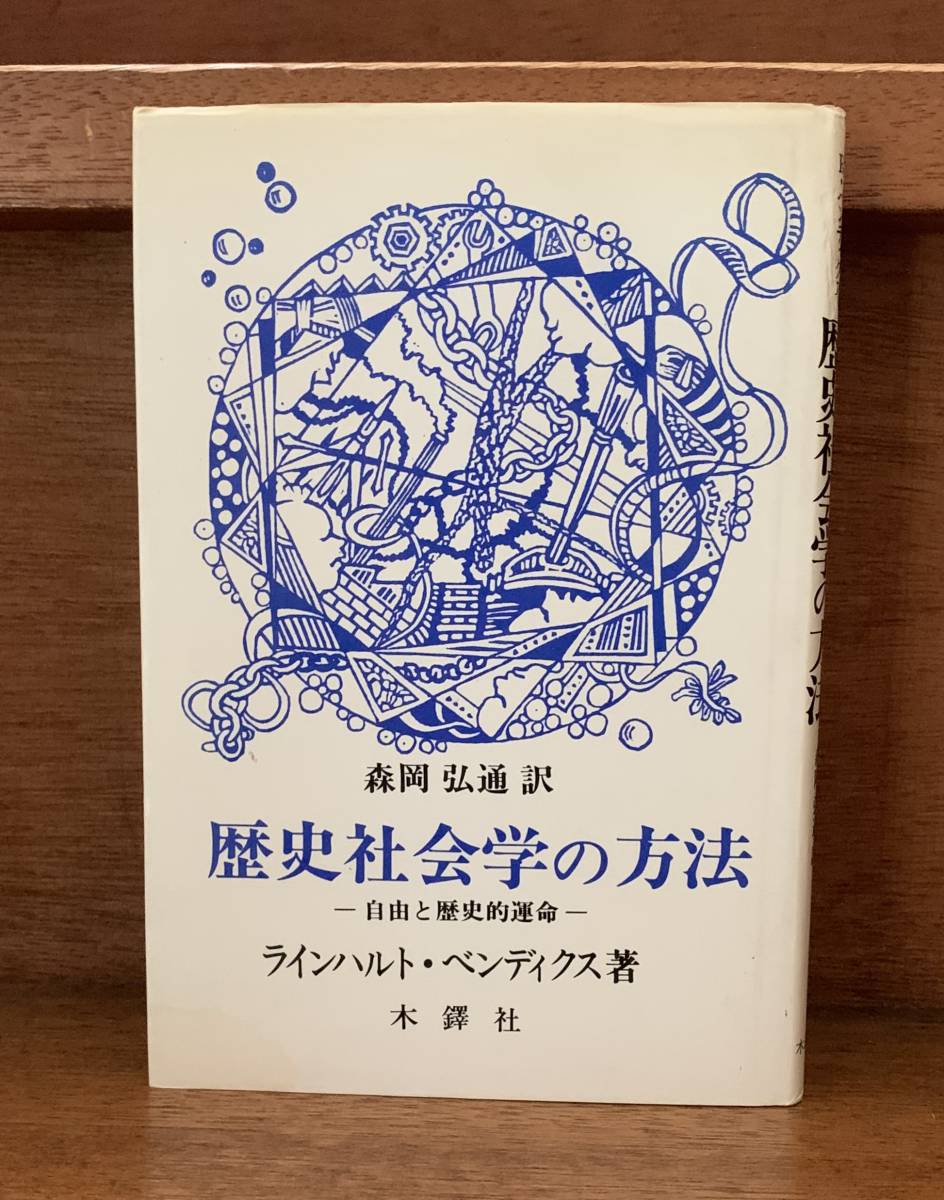 森岡 弘通 訳
歴史社会学の方法
― 自由と歴史的運命 ―
ラインハルト・ベンディクス著
木鐸社
歴史社会学の方法